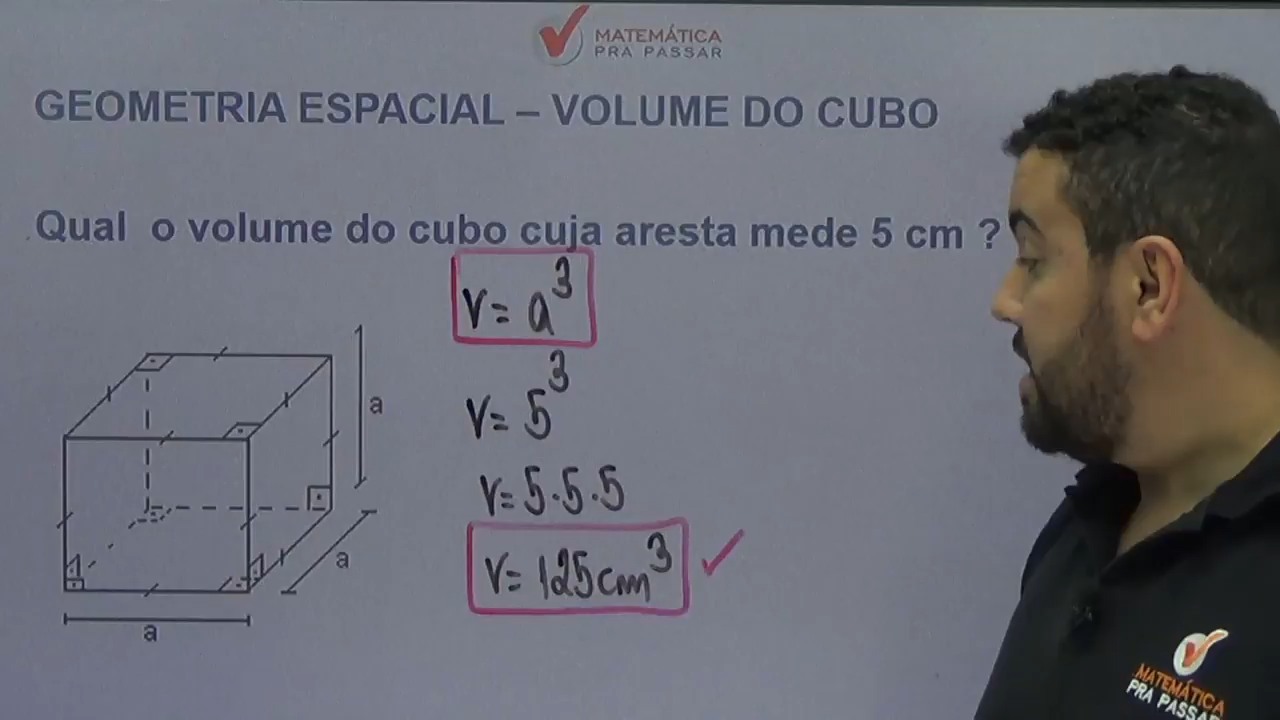 MATEMÁTICA
PRA PASSAR
GEOMETRIA ESPACIAL – VOLUME DO CUBO
Qual o volume do cubo cuja aresta mede 5 cm ?
V= a³
V= 5³
V= 5.5.5
V= 125cm³
a
a
a
MATEMÁTICA
PRA PASSAR